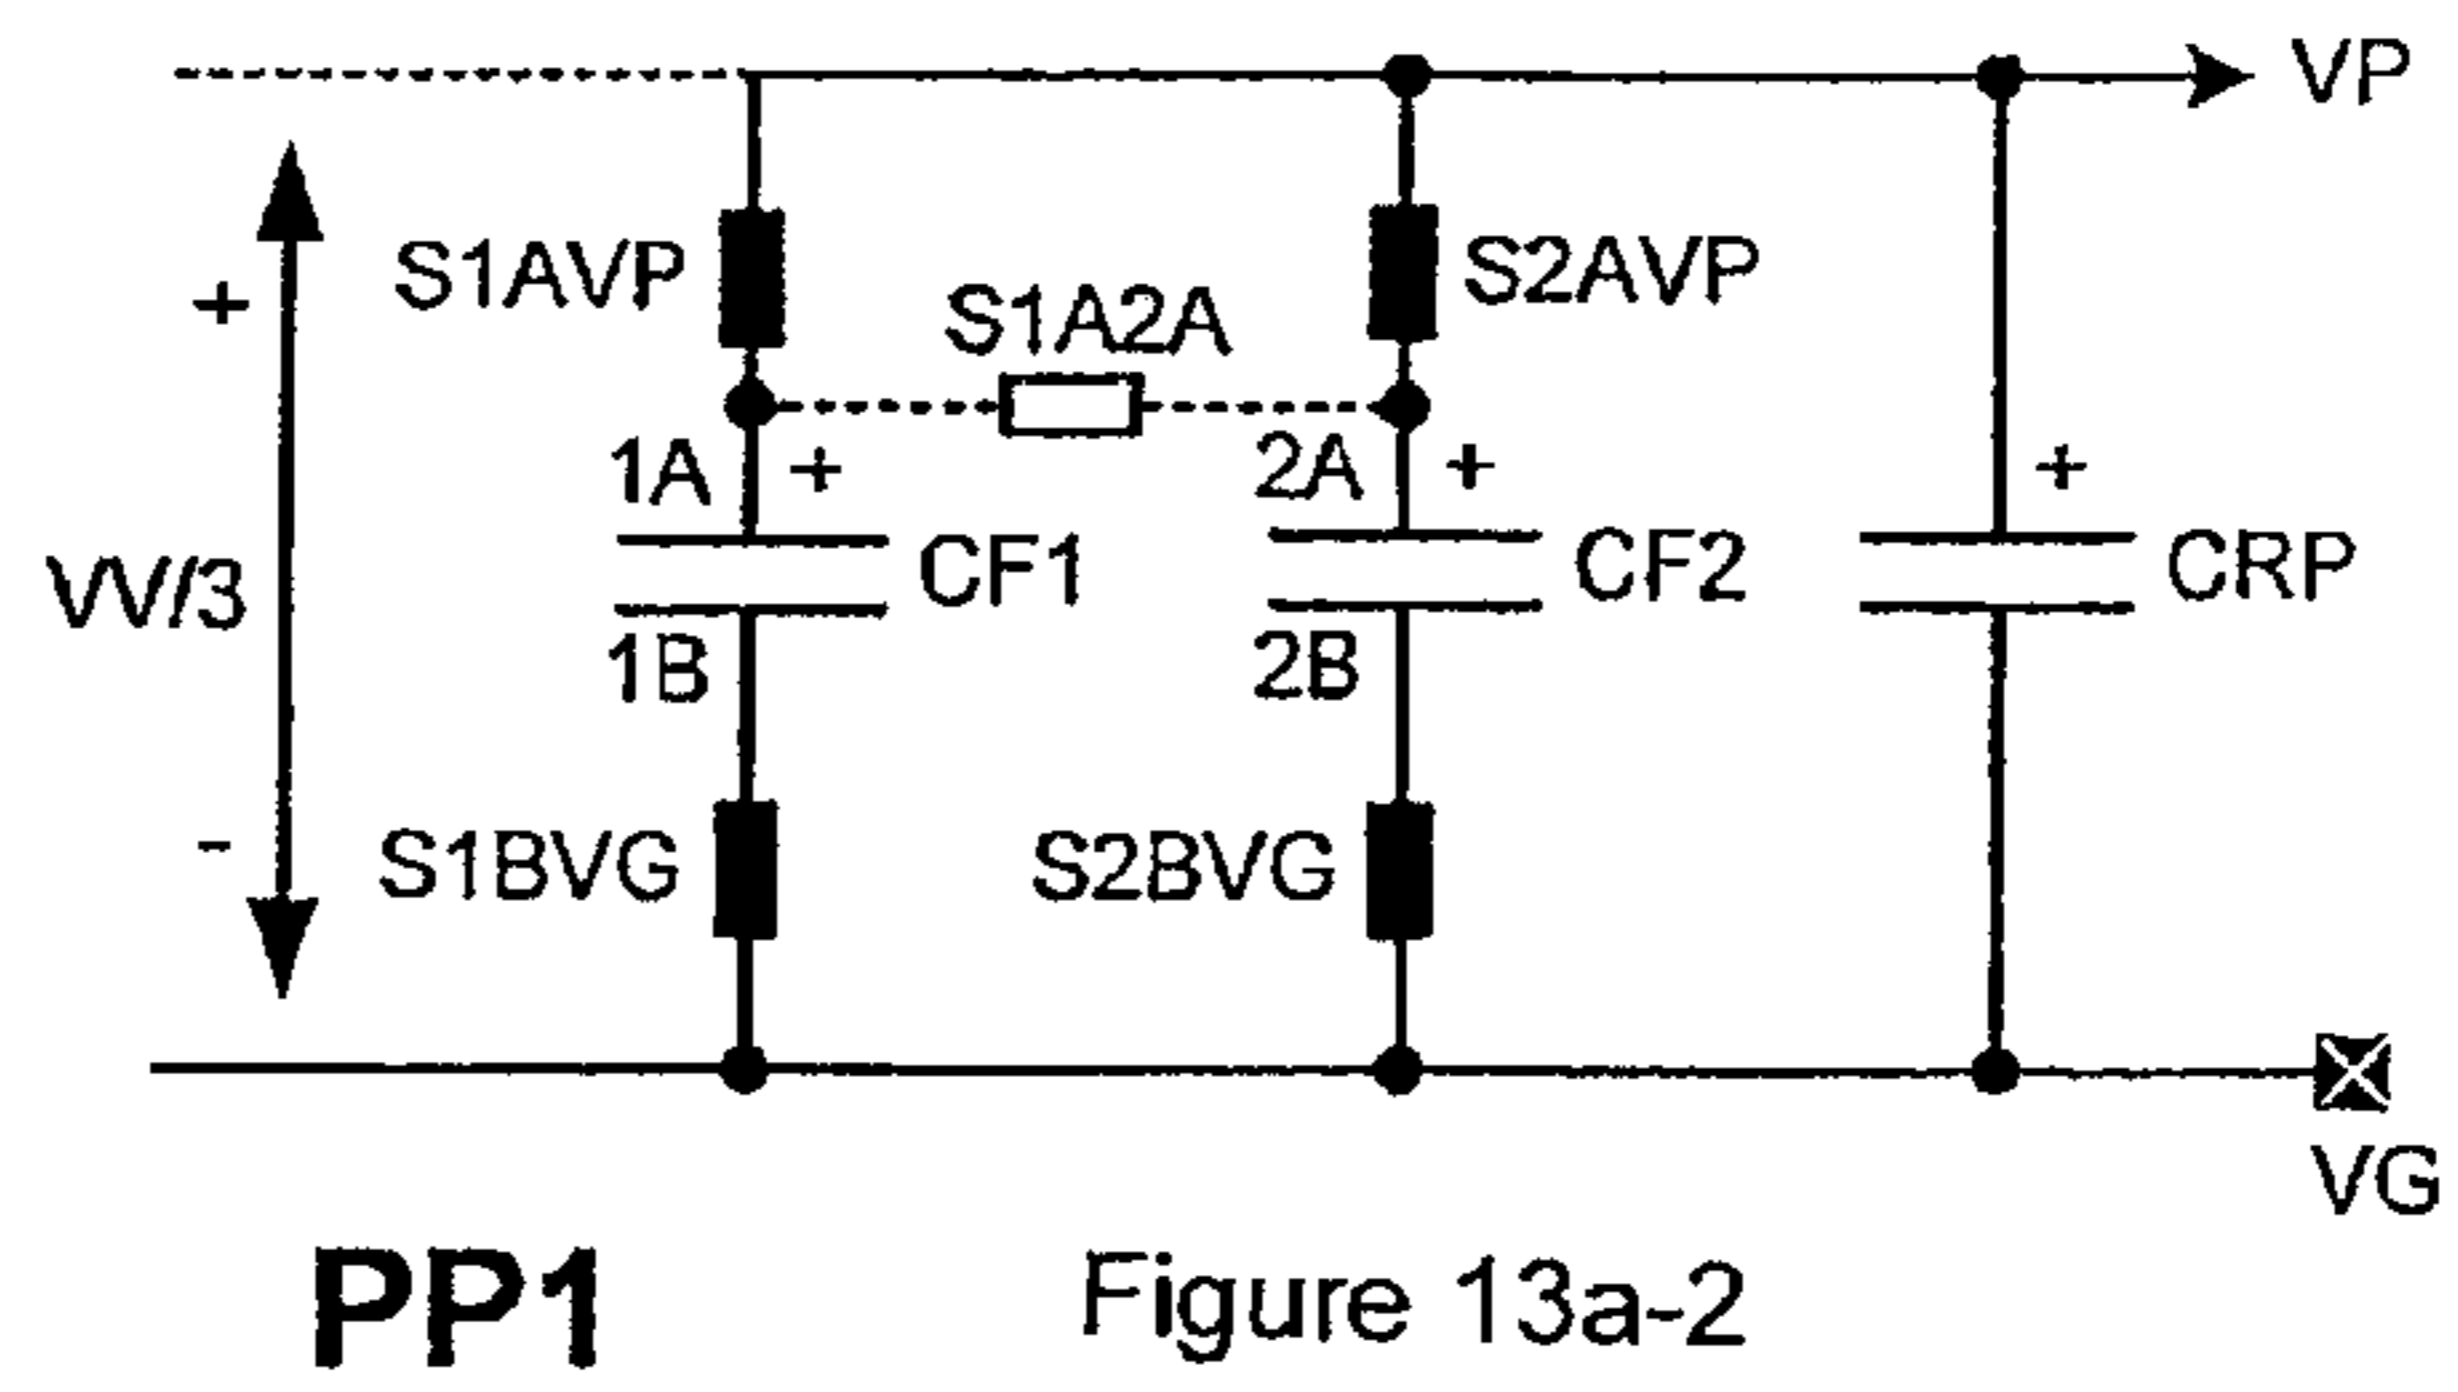 VP
S1AVP
S2AVP
S1A2A
+
1A +
2A +
+
VV/3
CF1
CF2
CRP
1B
2B
-
S1BVG
S2BVG
VG
PP1
Figure 13a-2